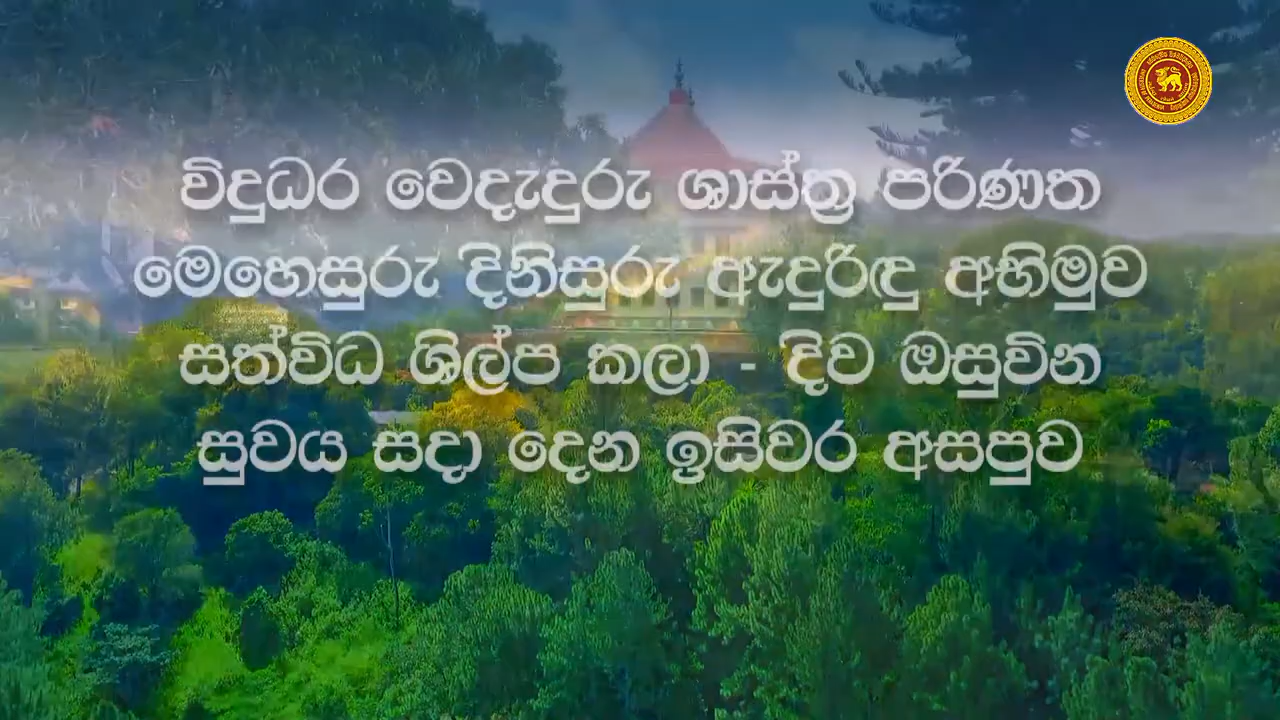 විදුධර වෙදැදුරු ශාස්ත්‍ර පරිණත
මෙහෙසුරු දිනිසුරු ඇදුරිඳු අභිමුව
සත්විධ ශිල්ප කලා - දිව ඔසුවින
සුවය සදා දෙන ඉසිවර අසපුව